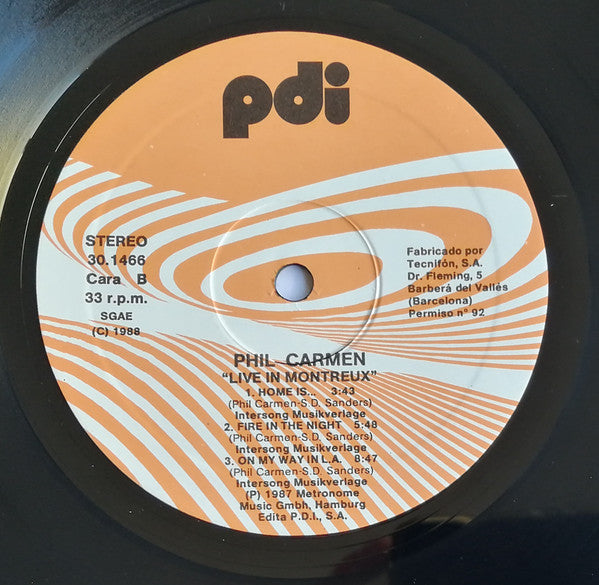 pdi
STEREO
30.1466
Cara B
33 r.p.m.
SGAE
(C) 1988
Fabricado por
Tecnifón, S.A.
Dr. Fleming, 5
Barberá del Vallés
(Barcelona)
Permiso nº 92
PHIL CARMEN
“LIVE IN MONTREUX”
1. HOME IS... 3:43
(Phil Carmen-S.D. Sanders)
Intersong Musikverlage
2. FIRE IN THE NIGHT 5:48
(Phil Carmen-S.D. Sanders)
Intersong Musikverlage
3. ON MY WAY IN L.A. 8:47
(Phil Carmen-S.D. Sanders)
Intersong Musikverlage
(P) 1987 Metronome
Music Gmbh, Hamburg
Edita P.D.I., S.A.